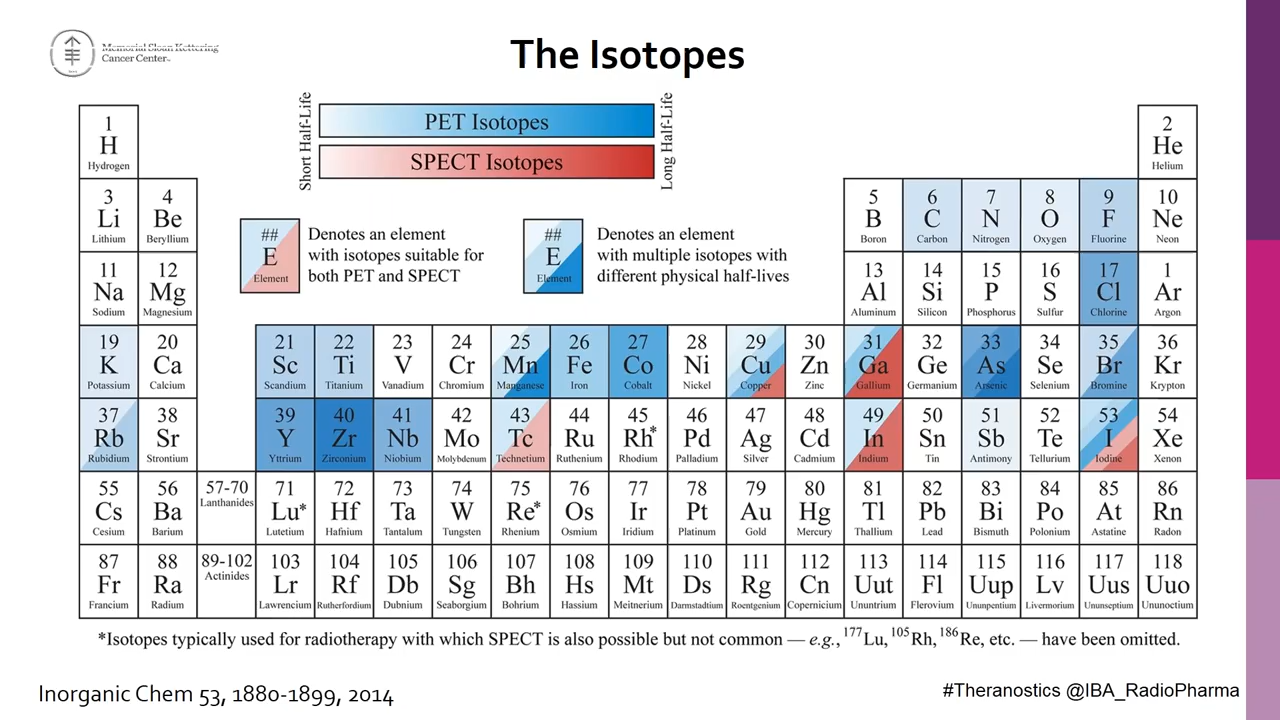 Memorial Sloan Kettering
Cancer Center™
The Isotopes
Short Half-Life
PET Isotopes
SPECT Isotopes
Long Half-Life
##
E
Element
Denotes an element
with isotopes suitable for
both PET and SPECT
##
E
Element
Denotes an element
with multiple isotopes with
different physical half-lives
1 H Hydrogen
2 He Helium
3 Li Lithium
4 Be Beryllium
5 B Boron
6 C Carbon
7 N Nitrogen
8 O Oxygen
9 F Fluorine
10 Ne Neon
11 Na Sodium
12 Mg Magnesium
13 Al Aluminum
14 Si Silicon
15 P Phosphorus
16 S Sulfur
17 Cl Chlorine
1 Ar Argon
19 K Potassium
20 Ca Calcium
21 Sc Scandium
22 Ti Titanium
23 V Vanadium
24 Cr Chromium
25 Mn Manganese
26 Fe Iron
27 Co Cobalt
28 Ni Nickel
29 Cu Copper
30 Zn Zinc
31 Ga Gallium
32 Ge Germanium
33 As Arsenic
34 Se Selenium
35 Br Bromine
36 Kr Krypton
37 Rb Rubidium
38 Sr Strontium
39 Y Yttrium
40 Zr Zirconium
41 Nb Niobium
42 Mo Molybdenum
43 Tc Technetium
44 Ru Ruthenium
45 Rh* Rhodium
46 Pd Palladium
47 Ag Silver
48 Cd Cadmium
49 In Indium
50 Sn Tin
51 Sb Antimony
52 Te Tellurium
53 I Iodine
54 Xe Xenon
55 Cs Cesium
56 Ba Barium
57-70 Lanthanides
71 Lu* Lutetium
72 Hf Hafnium
73 Ta Tantalum
74 W Tungsten
75 Re* Rhenium
76 Os Osmium
77 Ir Iridium
78 Pt Platinum
79 Au Gold
80 Hg Mercury
81 Tl Thallium
82 Pb Lead
83 Bi Bismuth
84 Po Polonium
85 At Astatine
86 Rn Radon
87 Fr Francium
88 Ra Radium
89-102 Actinides
103 Lr Lawrencium
104 Rf Rutherfordium
105 Db Dubnium
106 Sg Seaborgium
107 Bh Bohrium
108 Hs Hassium
109 Mt Meitnerium
110 Ds Darmstadtium
111 Rg Roentgenium
112 Cn Copernicium
113 Uut Ununtrium
114 Fl Flerovium
115 Uup Ununpentium
116 Lv Livermorium
117 Uus Ununseptium
118 Uuo Ununoctium
*Isotopes typically used for radiotherapy with which SPECT is also possible but not common — e.g., ¹⁷⁷Lu, ¹⁰⁵Rh, ¹⁸⁶Re, etc. — have been omitted.
Inorganic Chem 53, 1880-1899, 2014
#Theranostics @IBA_RadioPharma